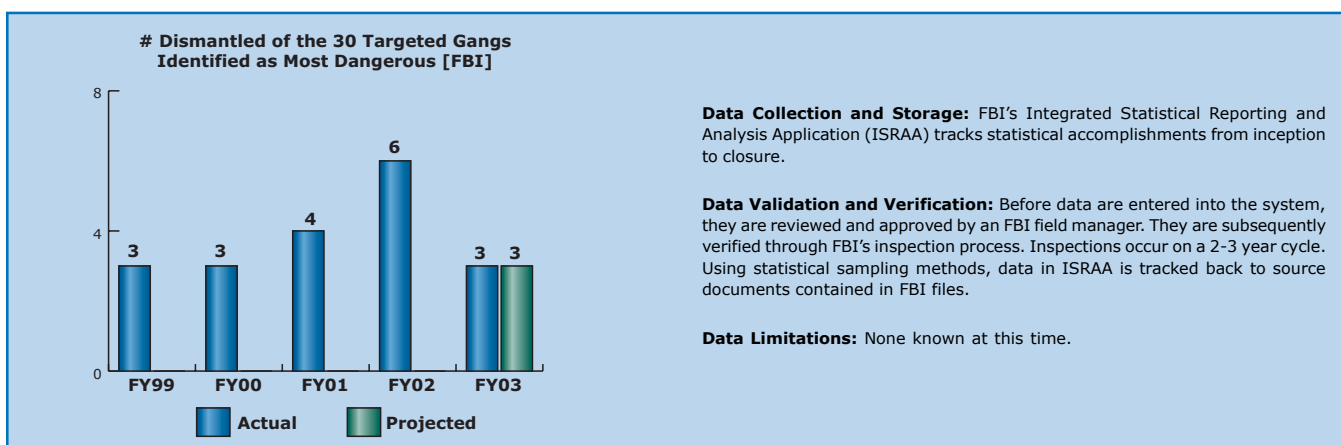 # Dismantled of the 30 Targeted Gangs
Identified as Most Dangerous [FBI]
8
6
4
4
3
3
3
3
0
FY99
FY00
FY01
FY02
FY03
Actual
Projected
Data Collection and Storage: FBI's Integrated Statistical Reporting and
Analysis Application (ISRAA) tracks statistical accomplishments from inception
to closure.
Data Validation and Verification: Before data are entered into the system,
they are reviewed and approved by an FBI field manager. They are subsequently
verified through FBI's inspection process. Inspections occur on a 2-3 year cycle.
Using statistical sampling methods, data in ISRAA is tracked back to source
documents contained in FBI files.
Data Limitations: None known at this time.